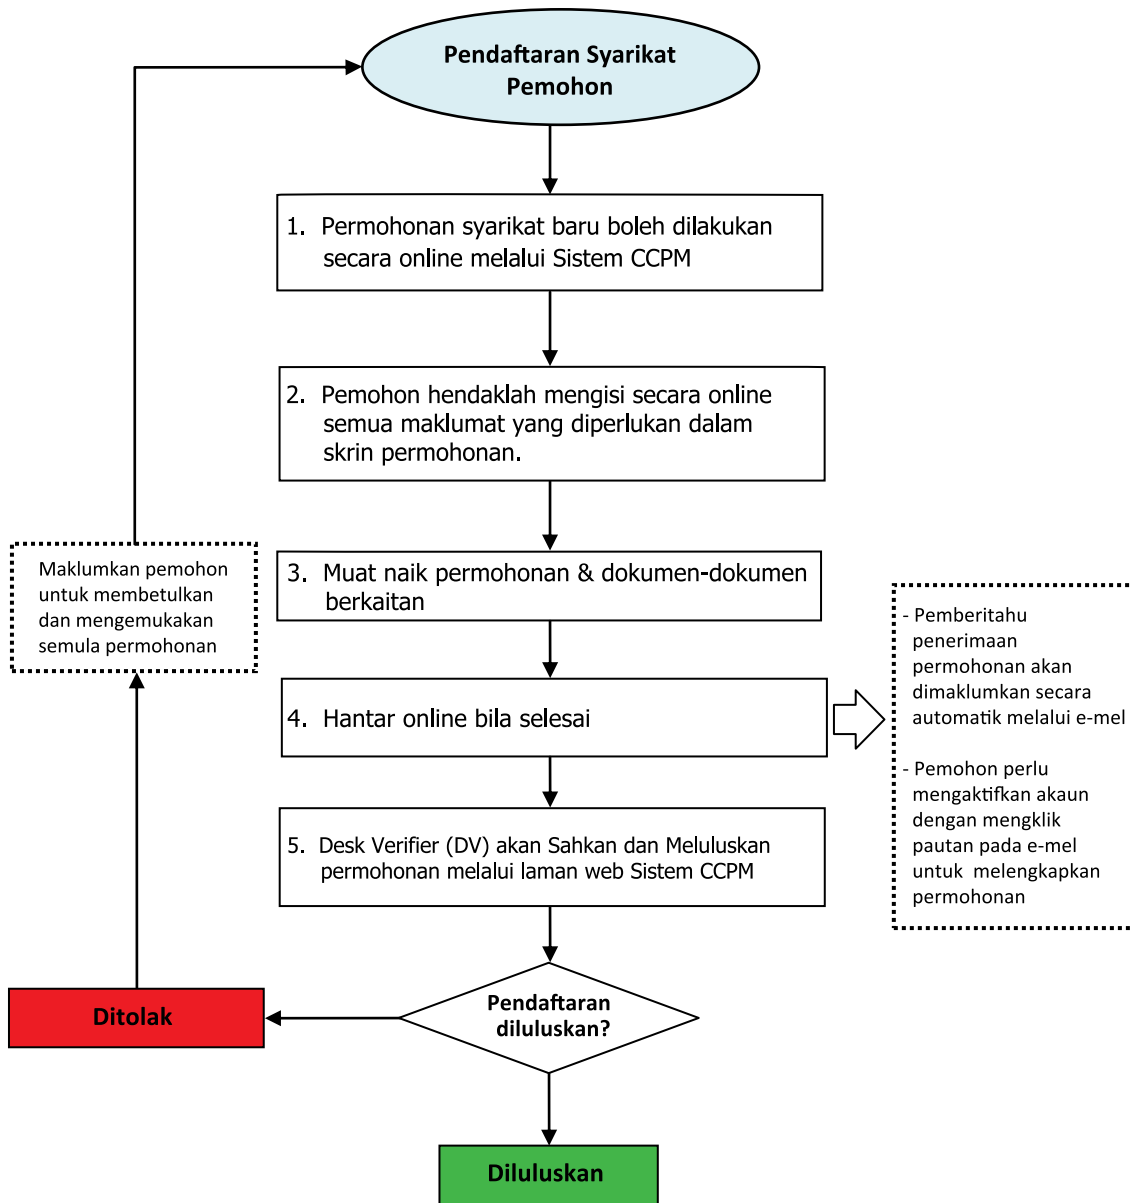 Pendaftaran Syarikat
Pemohon
1. Permohonan syarikat baru boleh dilakukan
secara online melalui Sistem CCPM
2. Pemohon hendaklah mengisi secara online
semua maklumat yang diperlukan dalam
skrin permohonan.
3. Muat naik permohonan & dokumen-dokumen
berkaitan
4. Hantar online bila selesai
- Pemberitahu
penerimaan
permohonan akan
dimaklumkan secara
automatik melalui e-mel
- Pemohon perlu
mengaktifkan akaun
dengan mengklik
pautan pada e-mel
untuk melengkapkan
permohonan
5. Desk Verifier (DV) akan Sahkan dan Meluluskan
permohonan melalui laman web Sistem CCPM
Pendaftaran
diluluskan?
Ditolak
Maklumkan pemohon
untuk membetulkan
dan mengemukakan
semula permohonan
Diluluskan